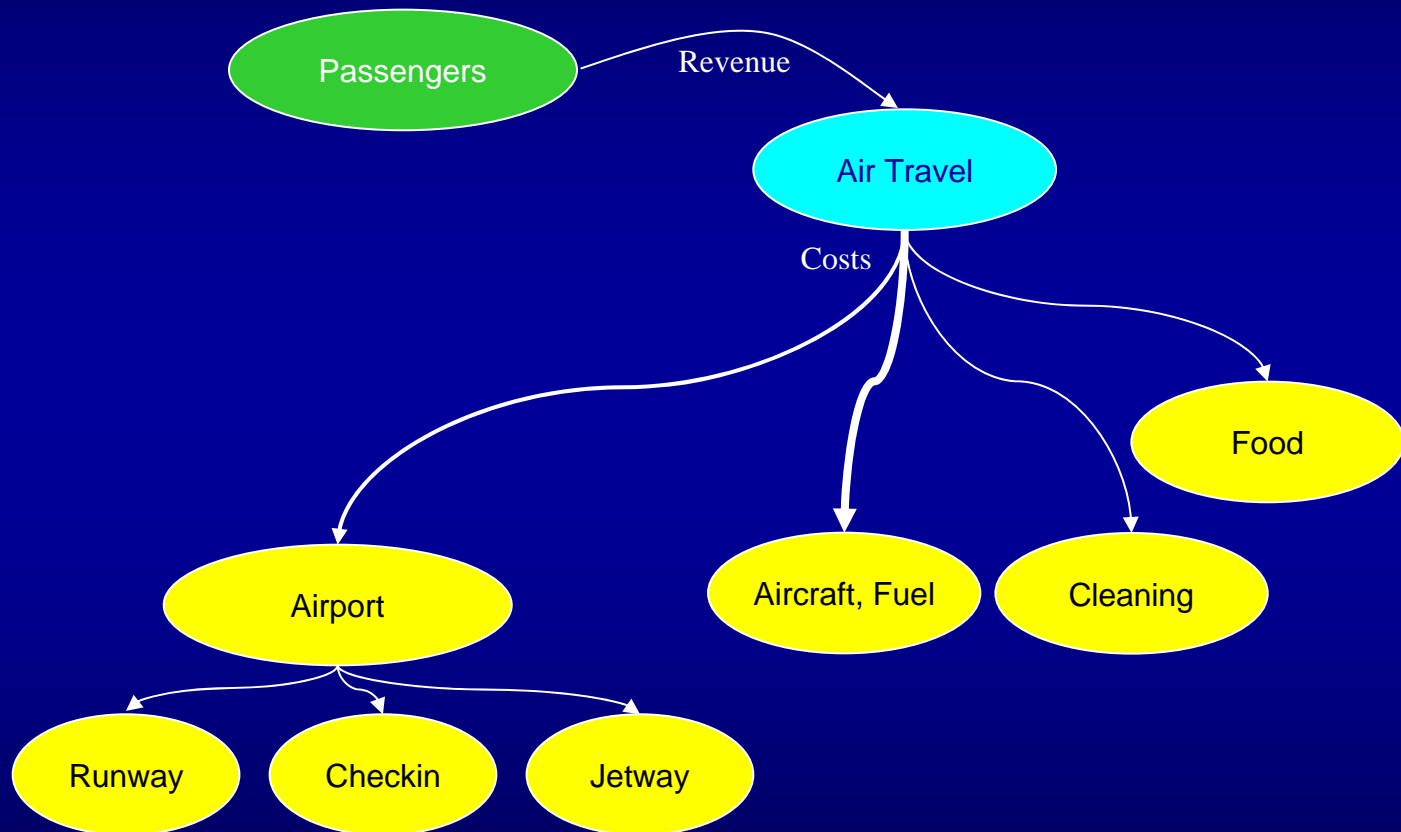 Passengers
Revenue
Air Travel
Costs
Food
Aircraft, Fuel
Cleaning
Airport
Runway
Checkin
Jetway